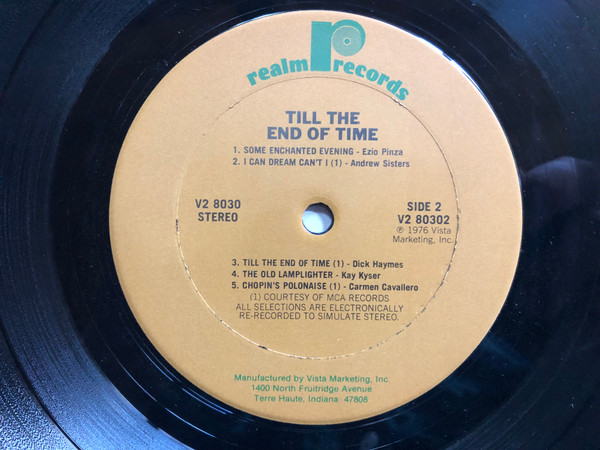 realm records
TILL THE
END OF TIME
1. SOME ENCHANTED EVENING - Ezio Pinza
2. I CAN DREAM CAN'T I (1) - Andrew Sisters
V2 8030
STEREO
SIDE 2
V2 80302
℗ 1976 Vista
Marketing, Inc.
3. TILL THE END OF TIME (1) - Dick Haymes
4. THE OLD LAMPLIGHTER - Kay Kyser
5. CHOPIN'S POLONAISE (1) - Carmen Cavallero
(1) COURTESY OF MCA RECORDS
ALL SELECTIONS ARE ELECTRONICALLY
RE-RECORDED TO SIMULATE STEREO.
Manufactured by Vista Marketing, Inc.
1400 North Fruitridge Avenue
Terre Haute, Indiana 47808